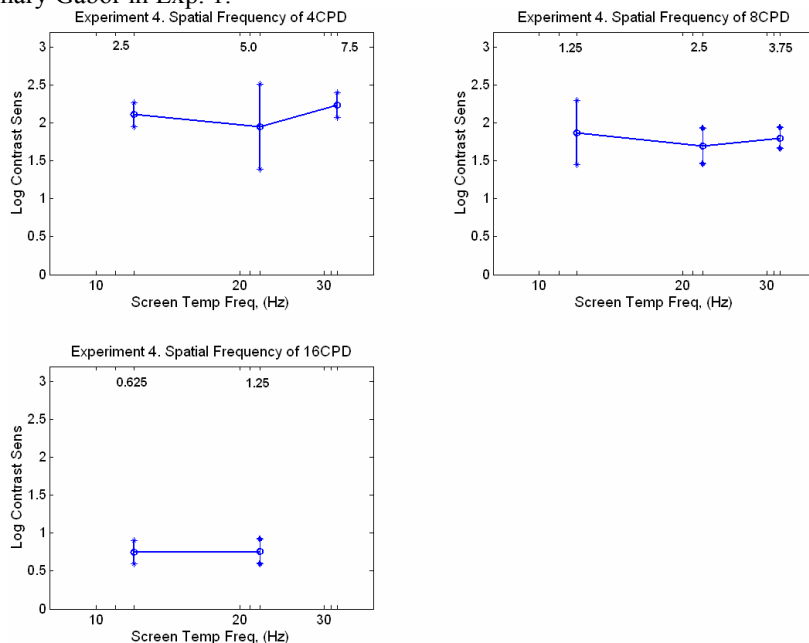 nary Gabor in Exp. 1.
Experiment 4. Spatial Frequency of 4CPD
2.5 5.0 7.5
3
2.5
2
1.5
1
0.5
0
Log Contrast Sens
10 20 30
Screen Temp Freq, (Hz)
Experiment 4. Spatial Frequency of 8CPD
1.25 2.5 3.75
3
2.5
2
1.5
1
0.5
0
Log Contrast Sens
10 20 30
Screen Temp Freq, (Hz)
Experiment 4. Spatial Frequency of 16CPD
0.625 1.25
3
2.5
2
1.5
1
0.5
0
Log Contrast Sens
10 20 30
Screen Temp Freq, (Hz)